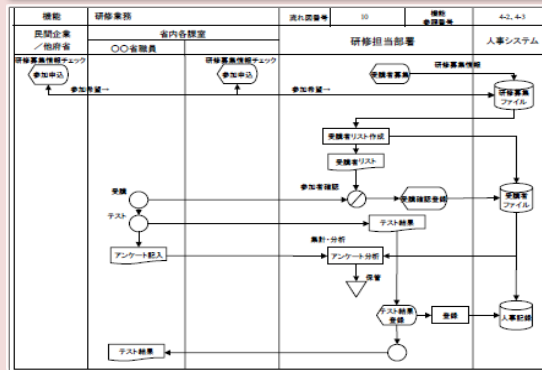 機能
研修業務
流れ図番号
10
機能
参照番号
4-2, 4-3
民間企業
／他府省
省内各課室
〇〇省職員
研修担当部署
人事システム
研修募集情報チェック
研修募集情報チェック
研修募集情報
参加申込
参加申込
受講者募集
研修募集
ファイル
参加希望→
参加希望→
受講者リスト作成
受講者リスト
受講
参加者確認
受講確認登録
受講者
ファイル
テスト
テスト結果
集計・分析
アンケート記入
アンケート分析
保管
テスト結果
登録
登録
人事記録
テスト結果